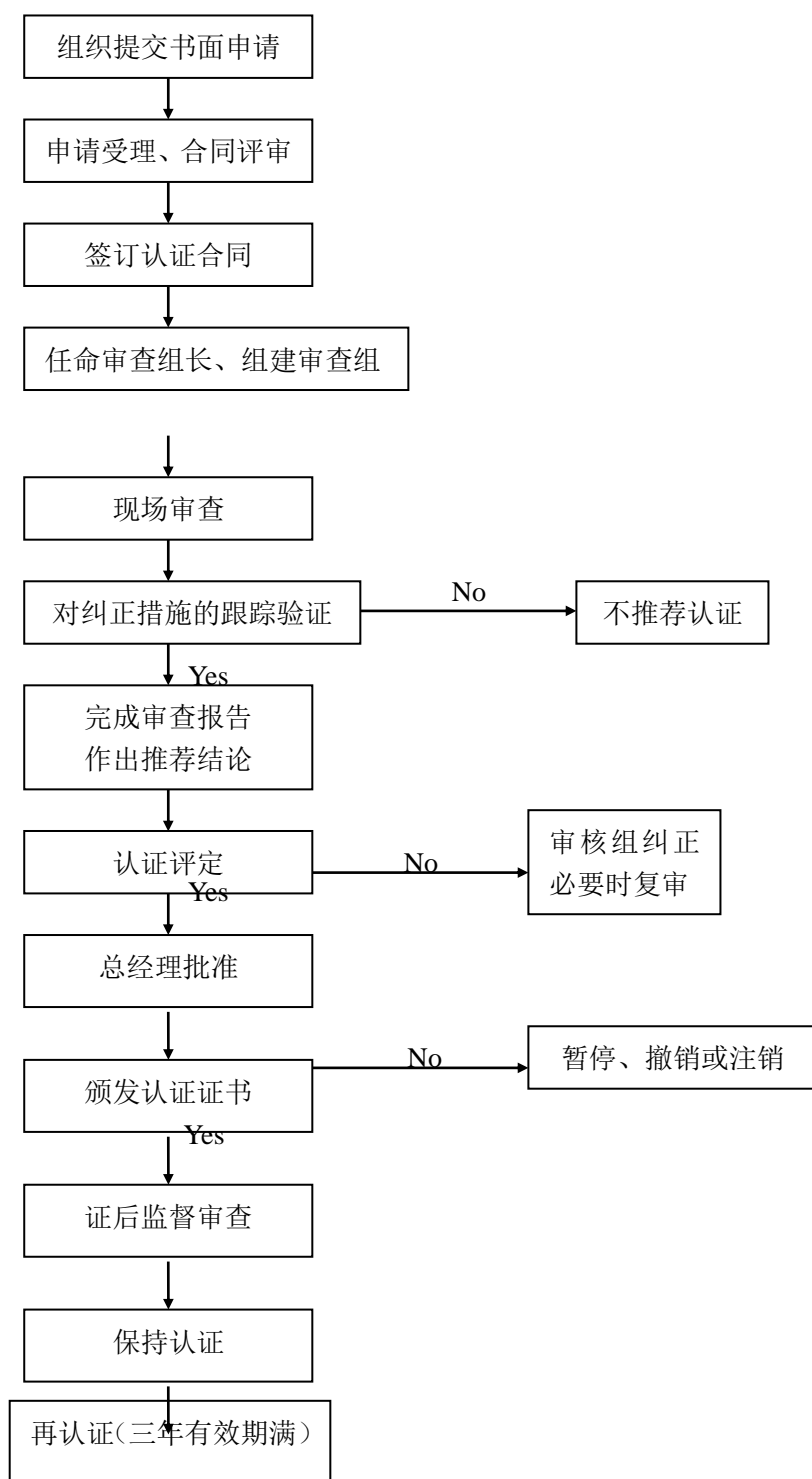 组织提交书面申请
申请受理、合同评审
签订认证合同
任命审查组长、组建审查组
现场审查
对纠正措施的跟踪验证
No
不推荐认证
Yes
完成审查报告
作出推荐结论
认证评定
No
审核组纠正
必要时复审
Yes
总经理批准
颁发认证证书
No
暂停、撤销或注销
Yes
证后监督审查
保持认证
再认证（三年有效期满）